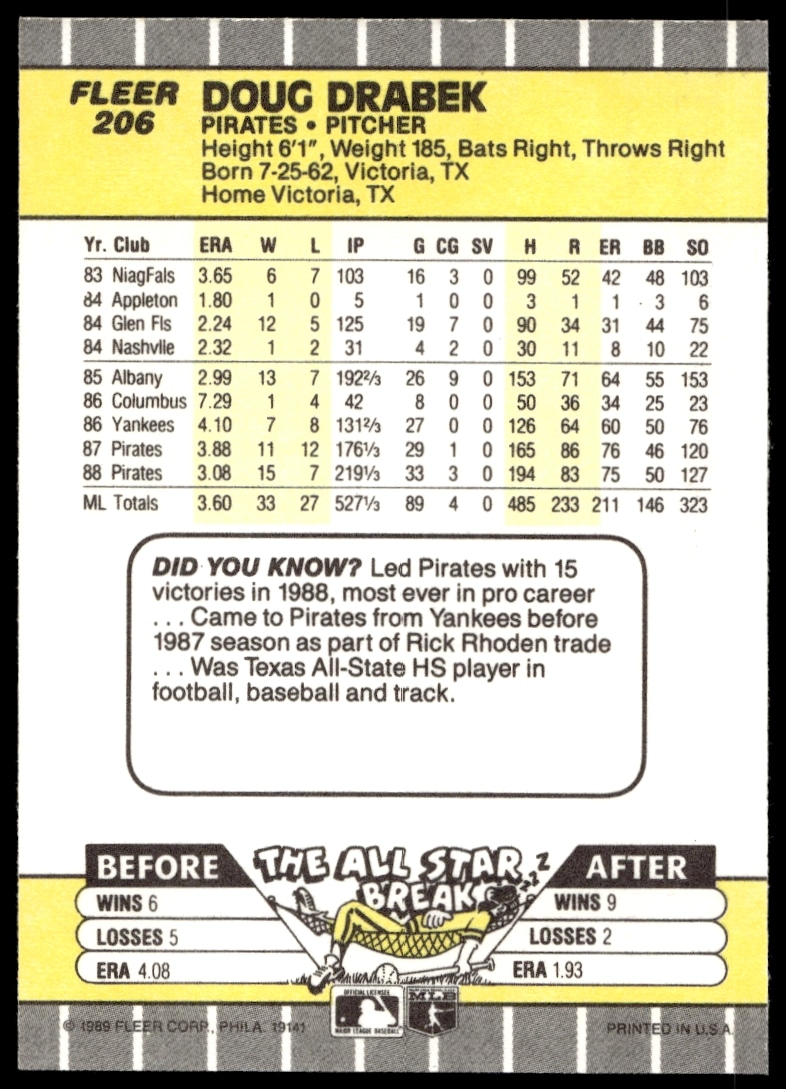 FLEER
206
DOUG DRABEK
PIRATES • PITCHER
Height 6'1", Weight 185, Bats Right, Throws Right
Born 7-25-62, Victoria, TX
Home Victoria, TX
Yr. Club ERA W L IP G CG SV H R ER BB SO
83 NiagFals 3.65 6 7 103 16 3 0 99 52 42 48 103
84 Appleton 1.80 1 0 5 1 0 0 3 1 1 3 6
84 Glen Fls 2.24 12 5 125 19 7 0 90 34 31 44 75
84 Nashvlle 2.32 1 2 31 4 2 0 30 11 8 10 22
85 Albany 2.99 13 7 192⅔ 26 9 0 153 71 64 55 153
86 Columbus 7.29 1 4 42 8 0 0 50 36 34 25 23
86 Yankees 4.10 7 8 131⅔ 27 0 0 126 64 60 50 76
87 Pirates 3.88 11 12 176⅓ 29 1 0 165 86 76 46 120
88 Pirates 3.08 15 7 219⅓ 33 3 0 194 83 75 50 127
ML Totals 3.60 33 27 527⅓ 89 4 0 485 233 211 146 323
DID YOU KNOW? Led Pirates with 15
victories in 1988, most ever in pro career
. . . Came to Pirates from Yankees before
1987 season as part of Rick Rhoden trade
. . . Was Texas All-State HS player in
football, baseball and track.
THE ALL STAR
BREAK
zzzz
BEFORE
WINS 6
LOSSES 5
ERA 4.08
AFTER
WINS 9
LOSSES 2
ERA 1.93
OFFICIAL LICENSEE
MAJOR LEAGUE BASEBALL
MLB
© 1989 FLEER CORP., PHILA. 19141
PRINTED IN U.S.A.